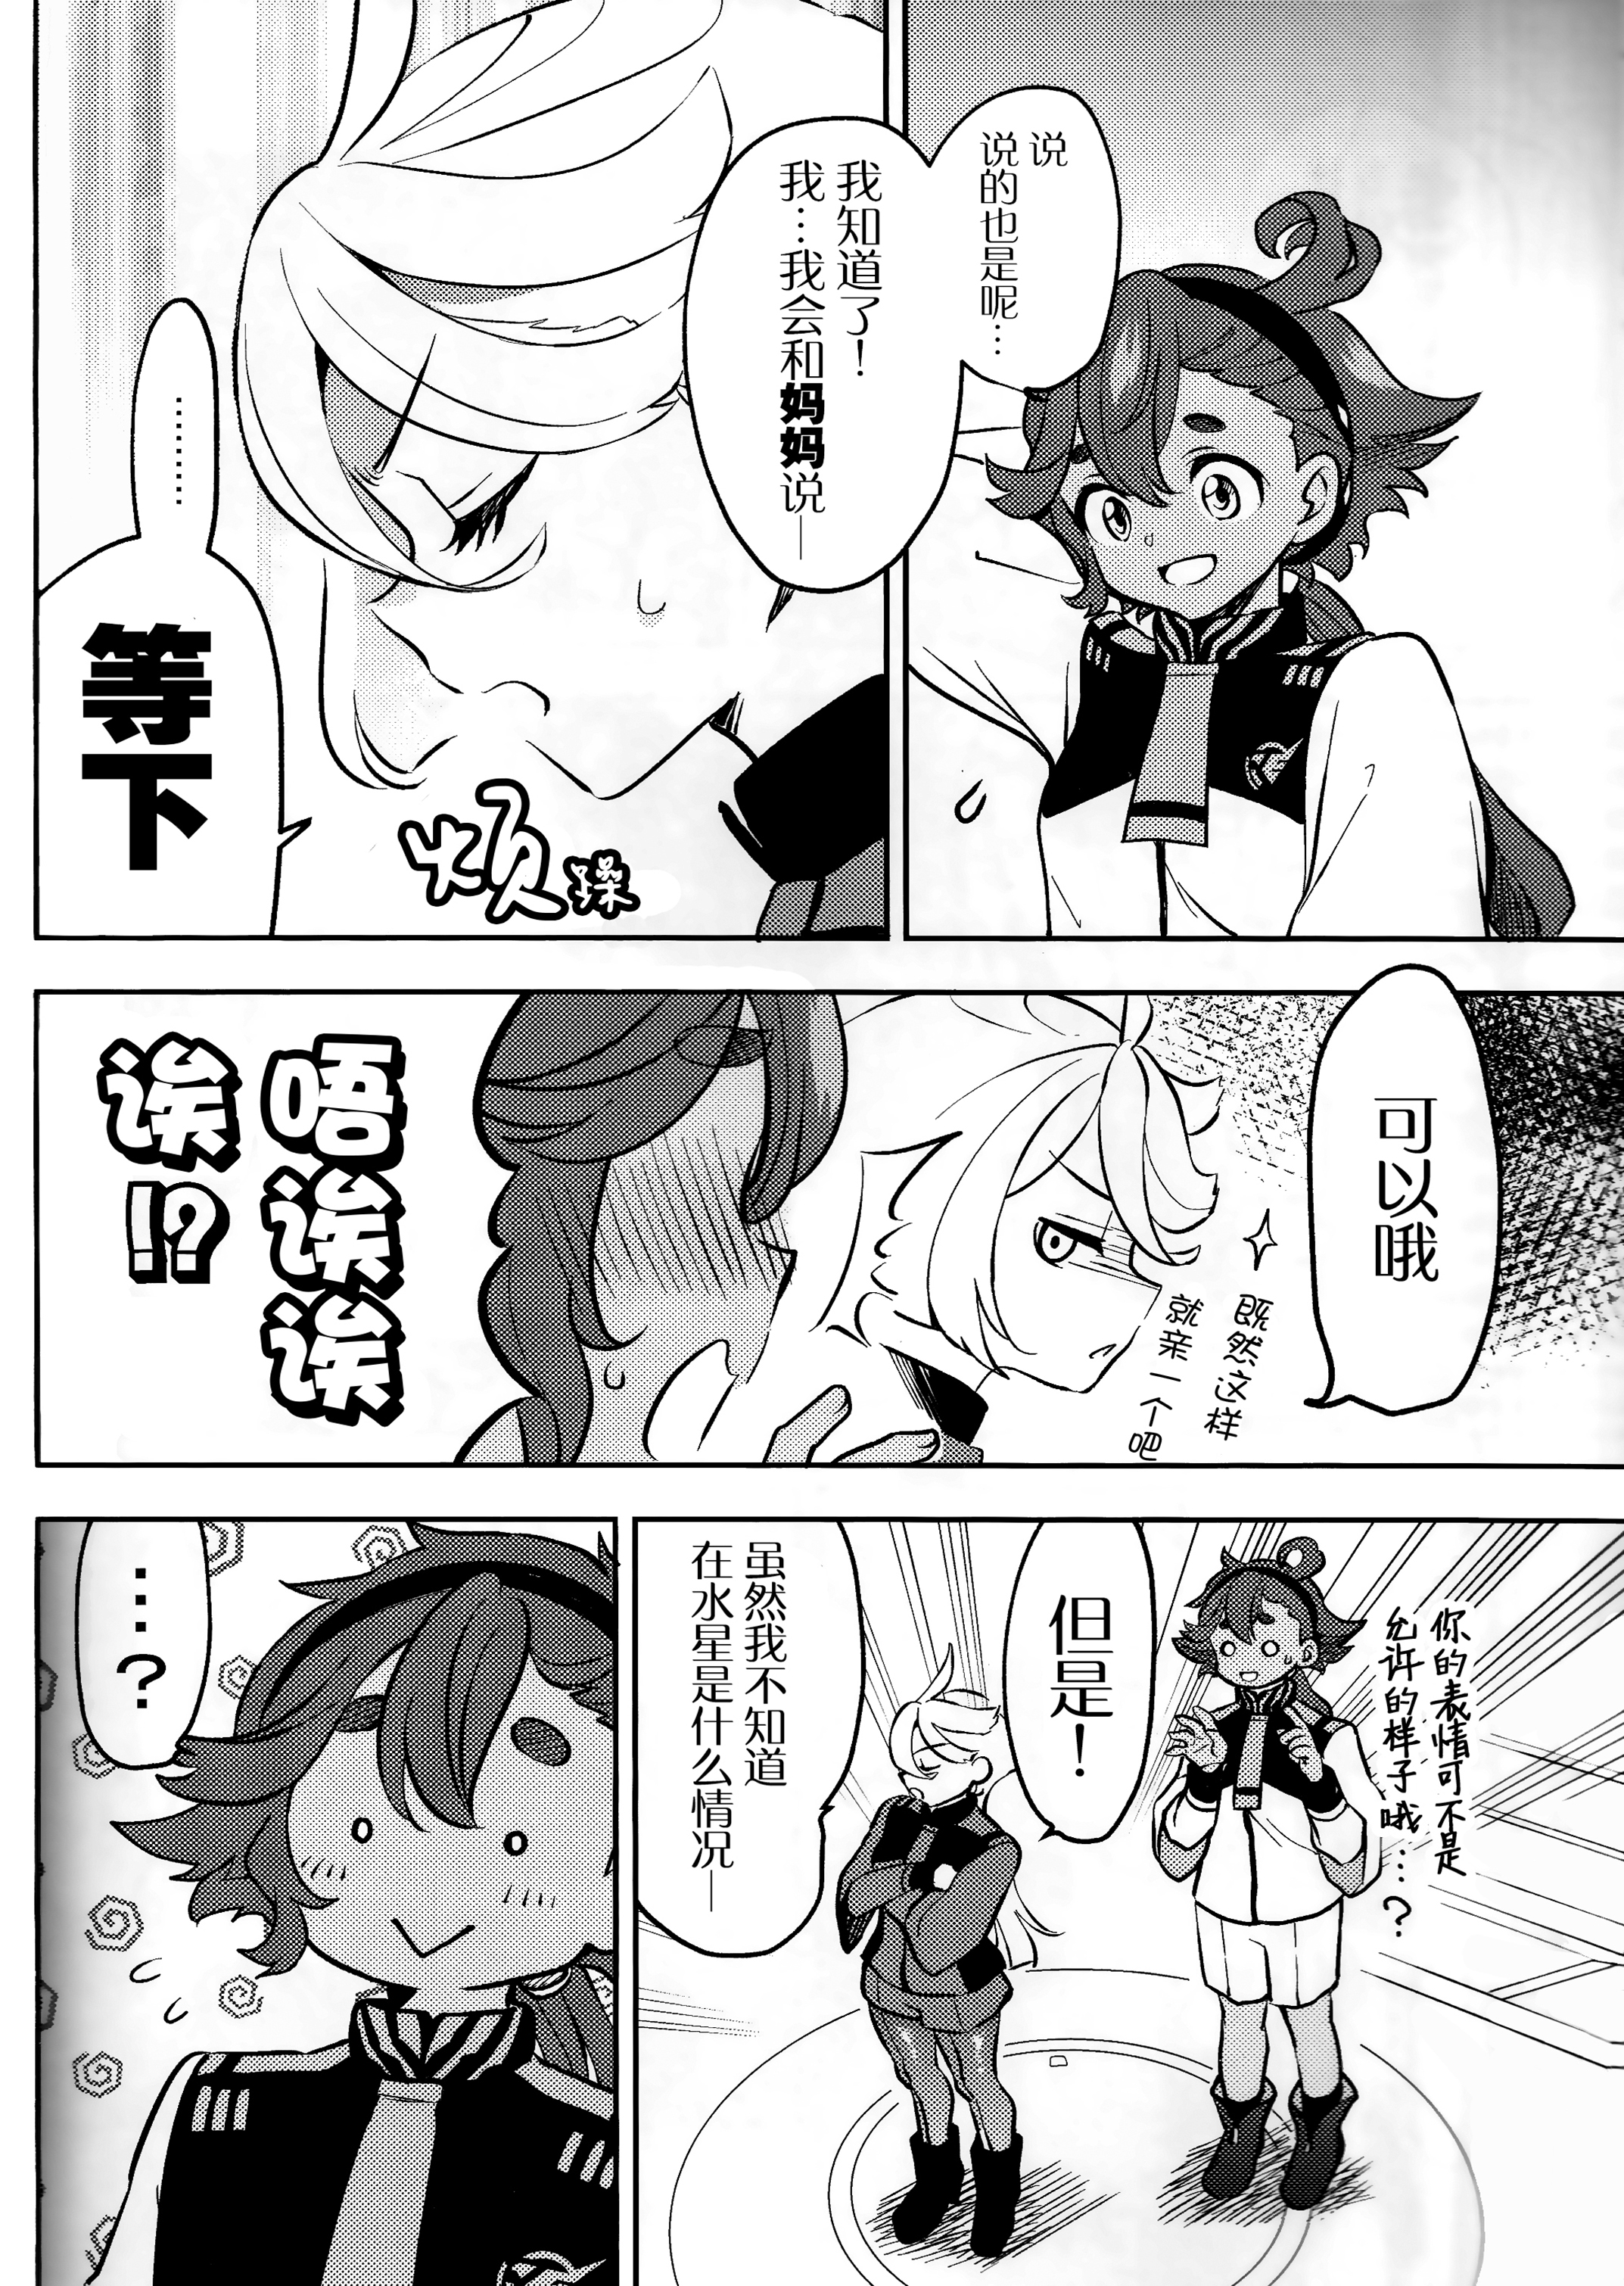 说
说的也是呢…
我知道了！
我…我会和妈妈说—
………
等下
烦躁
可以哦
既然这样
就亲一个吧
唔诶诶
诶!?
你的表情可不是
允许的样子哦…？
但是！
虽然我不知道
在水星是什么情况—
…？